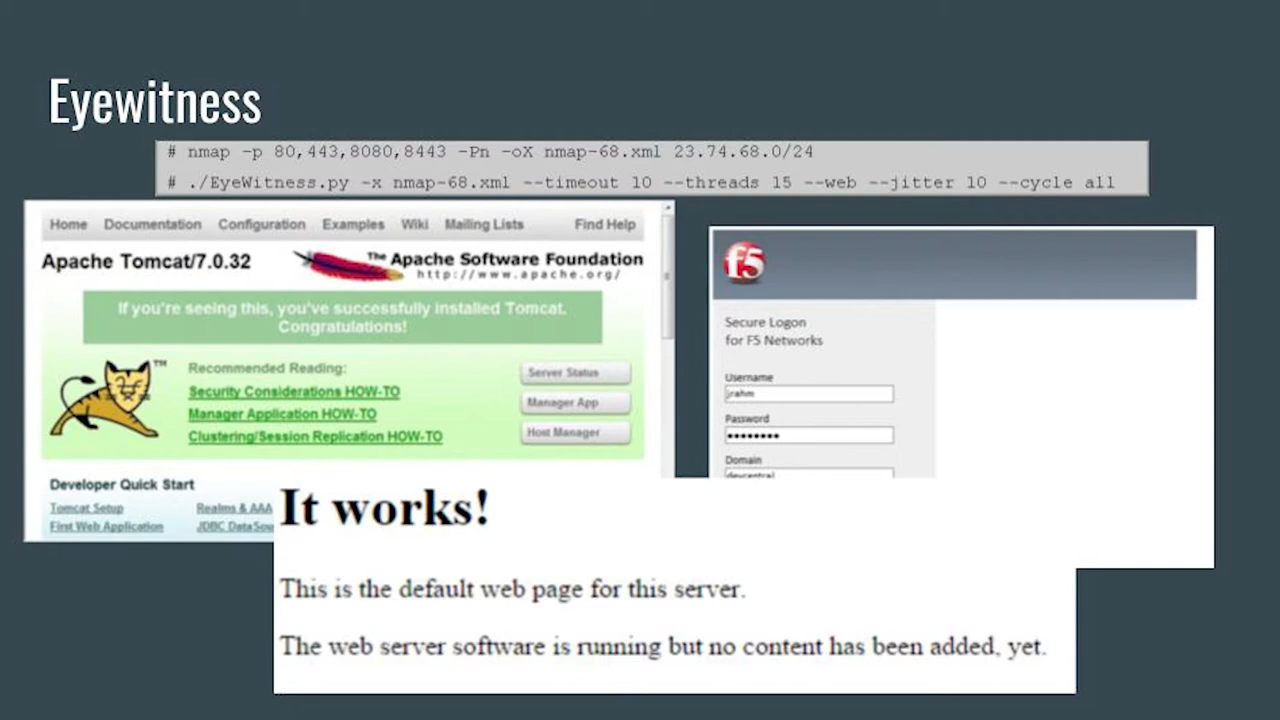 Eyewitness
# nmap -p 80,443,8080,8443 -Pn -oX nmap-68.xml 23.74.68.0/24
# ./EyeWitness.py -x nmap-68.xml --timeout 10 --threads 15 --web --jitter 10 --cycle all
Home Documentation Configuration Examples Wiki Mailing Lists Find Help
Apache Tomcat/7.0.32
The Apache Software Foundation
http://www.apache.org/
If you're seeing this, you've successfully installed Tomcat.
Congratulations!
TM
Recommended Reading:
Security Considerations HOW-TO
Manager Application HOW-TO
Clustering/Session Replication HOW-TO
Server Status
Manager App
Host Manager
Developer Quick Start
Tomcat Setup
First Web Application
Realms & AAA
JDBC DataSou
f5
Secure Logon
for F5 Networks
Username
jrahm
Password
Domain
devcentral
It works!
This is the default web page for this server.
The web server software is running but no content has been added, yet.